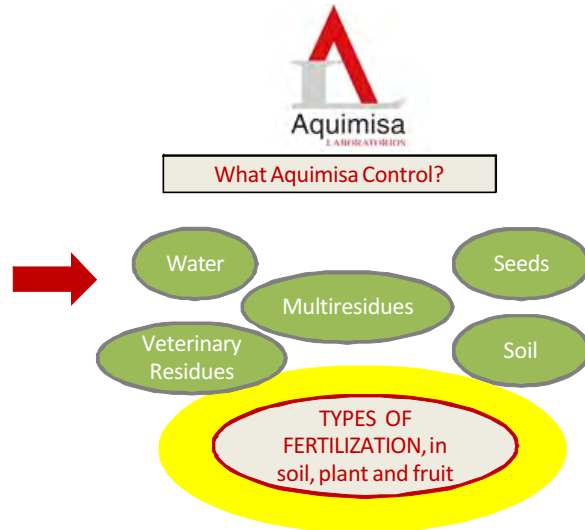 Aquimisa
LABORATORIOS
What Aquimisa Control?
Water
Seeds
Multiresidues
Veterinary
Residues
Soil
TYPES OF
FERTILIZATION, in
soil, plant and fruit